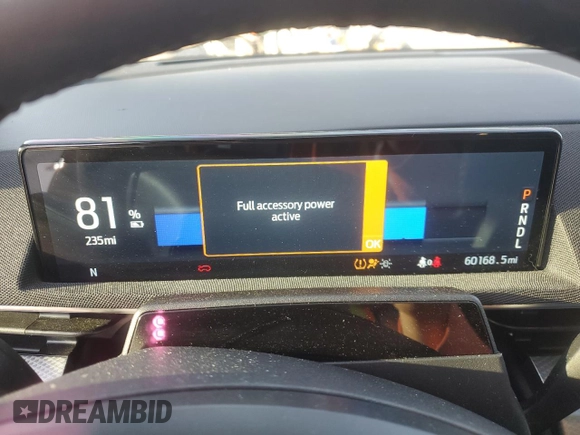 81 %
235mi
Full accessory power
active
OK
P
R
N
D
L
N
60168.5mi
DREAMBID